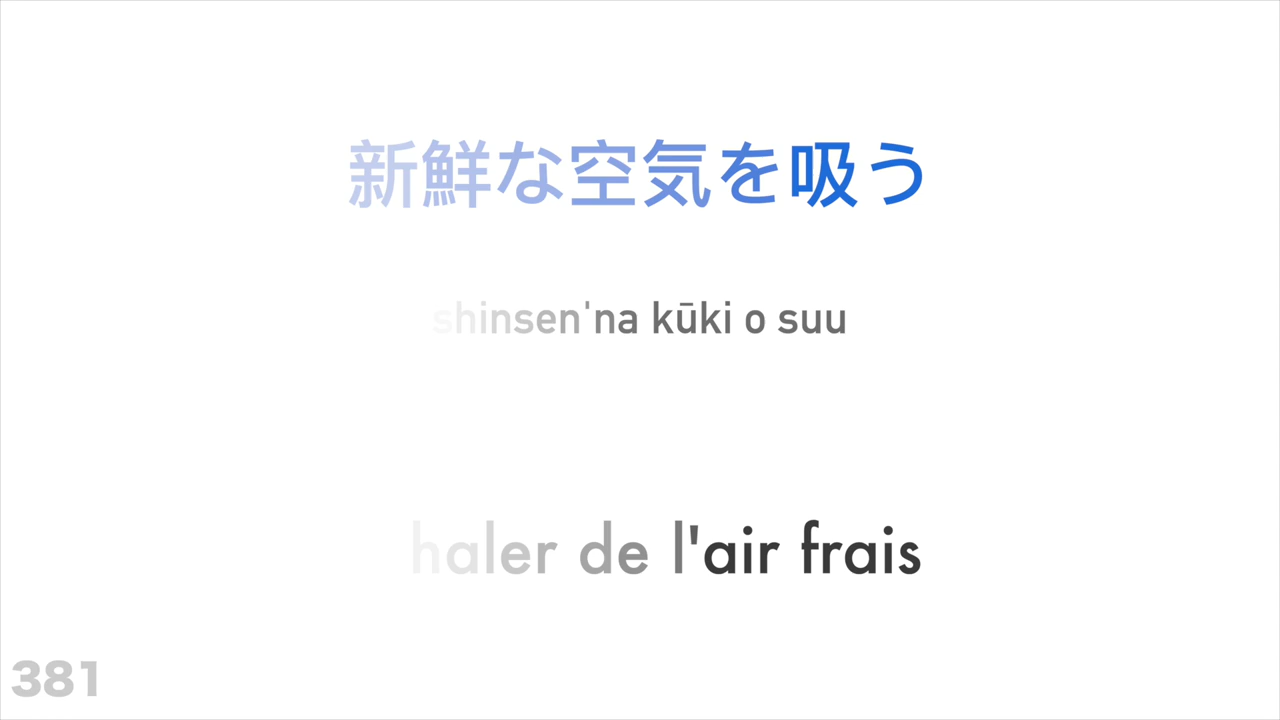 新鮮な空気を吸う
shinsen'na kūki o suu
haler de l'air frais
381